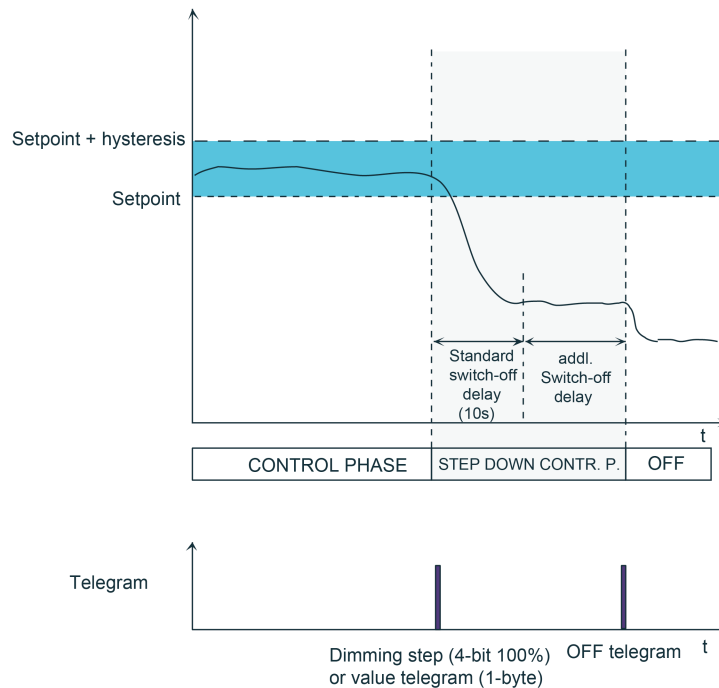 Setpoint + hysteresis
Setpoint
Standard
switch-off
delay
(10s)
addl.
Switch-off
delay
t
CONTROL PHASE
STEP DOWN CONTR. P.
OFF
Telegram
t
Dimming step (4-bit 100%)
or value telegram (1-byte)
OFF telegram